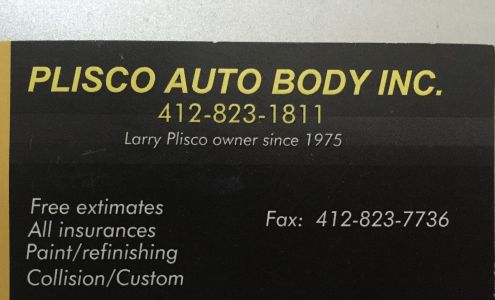 PLISCO AUTO BODY INC.
412-823-1811
Larry Plisco owner since 1975
Free extimates
All insurances
Fax: 412-823-7736
Paint/refinishing
Collision/Custom